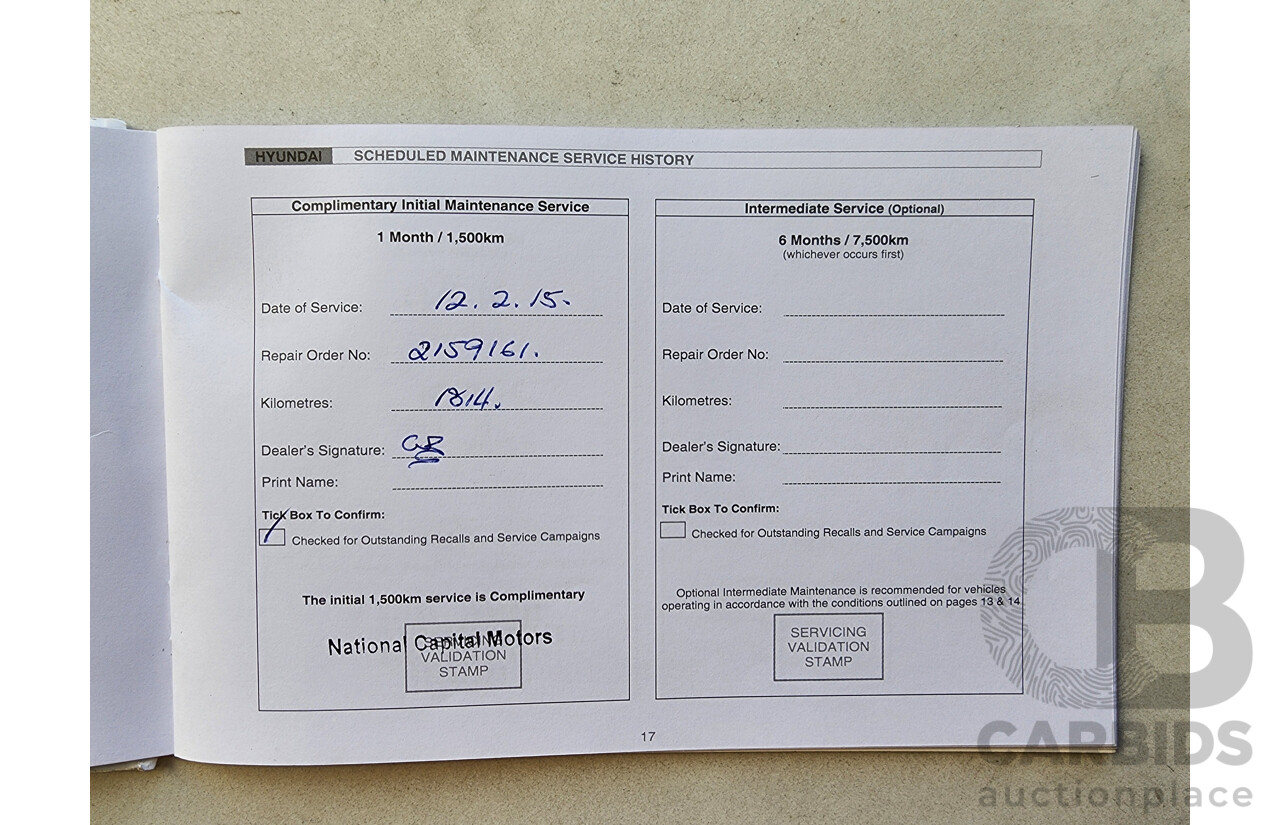 HYUNDAI SCHEDULED MAINTENANCE SERVICE HISTORY
Complimentary Initial Maintenance Service
1 Month / 1,500km
Date of Service: 12.2.15.
Repair Order No: 2159161.
Kilometres: 1814.
Dealer's Signature:
Print Name:
Tick Box To Confirm:
Checked for Outstanding Recalls and Service Campaigns
The initial 1,500km service is Complimentary
National Capital Motors
SERVICING
VALIDATION
STAMP
Intermediate Service (Optional)
6 Months / 7,500km
(whichever occurs first)
Date of Service:
Repair Order No:
Kilometres:
Dealer's Signature:
Print Name:
Tick Box To Confirm:
Checked for Outstanding Recalls and Service Campaigns
Optional Intermediate Maintenance is recommended for vehicles
operating in accordance with the conditions outlined on pages 13 & 14
SERVICING
VALIDATION
STAMP
17
CB
CARBIDS
auctionplace